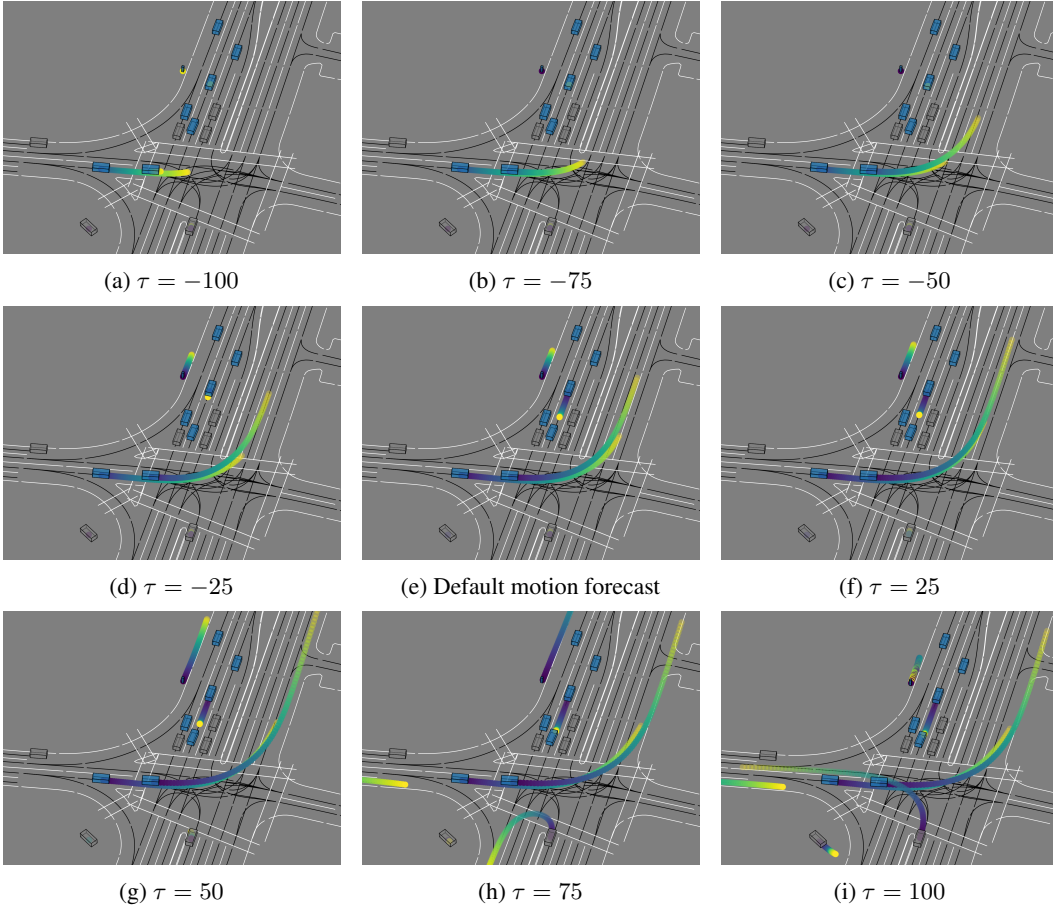 (a) τ = −100
(b) τ = −75
(c) τ = −50
(d) τ = −25
(e) Default motion forecast
(f) τ = 25
(g) τ = 50
(h) τ = 75
(i) τ = 100